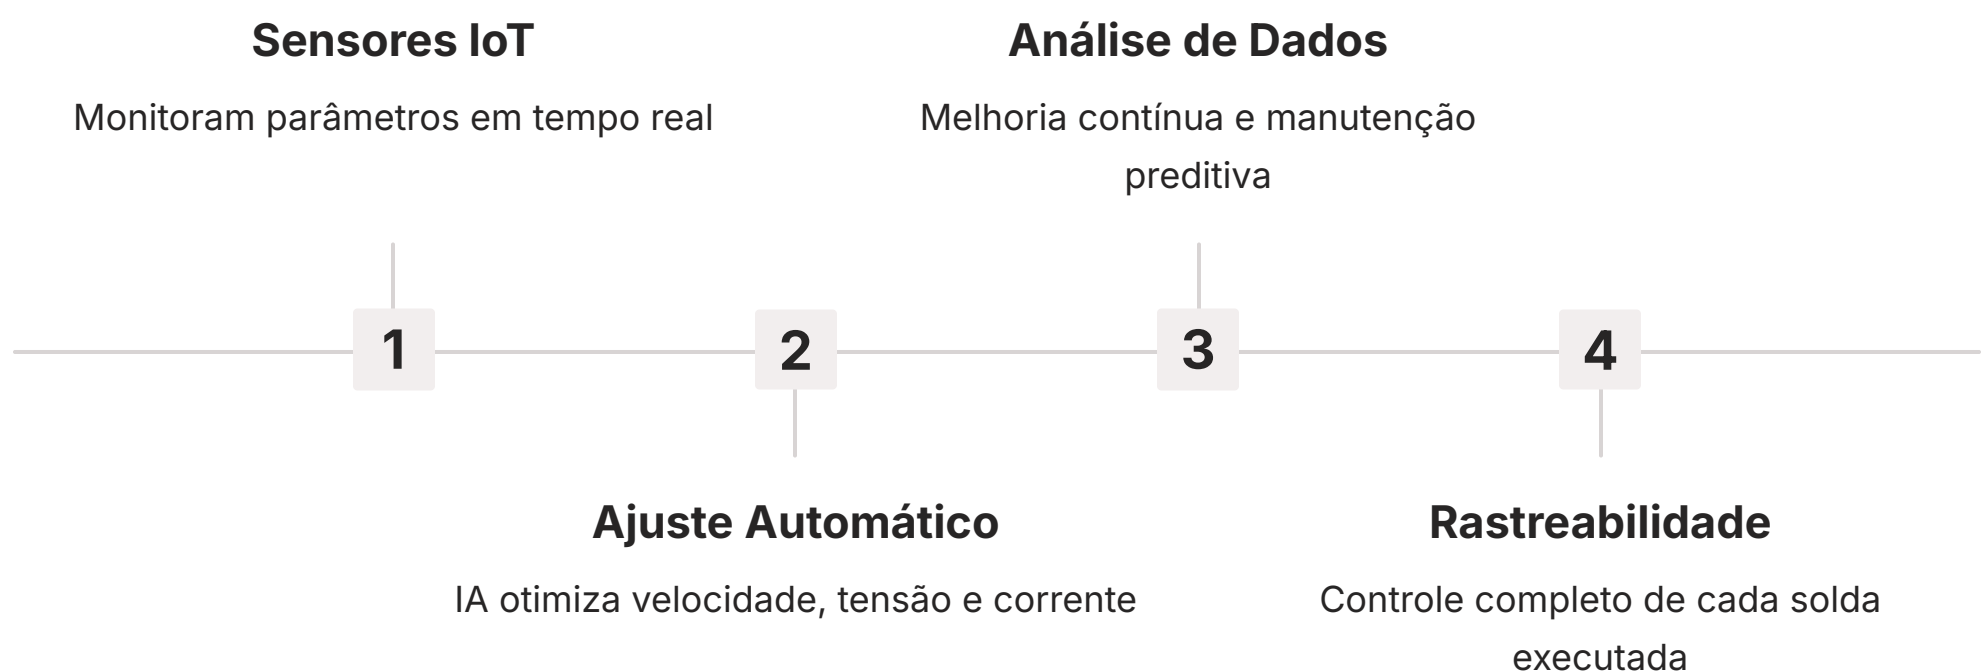 Sensores IoT
Monitoram parâmetros em tempo real
Análise de Dados
Melhoria contínua e manutenção
preditiva
1
2
3
4
Ajuste Automático
IA otimiza velocidade, tensão e corrente
Rastreabilidade
Controle completo de cada solda
executada